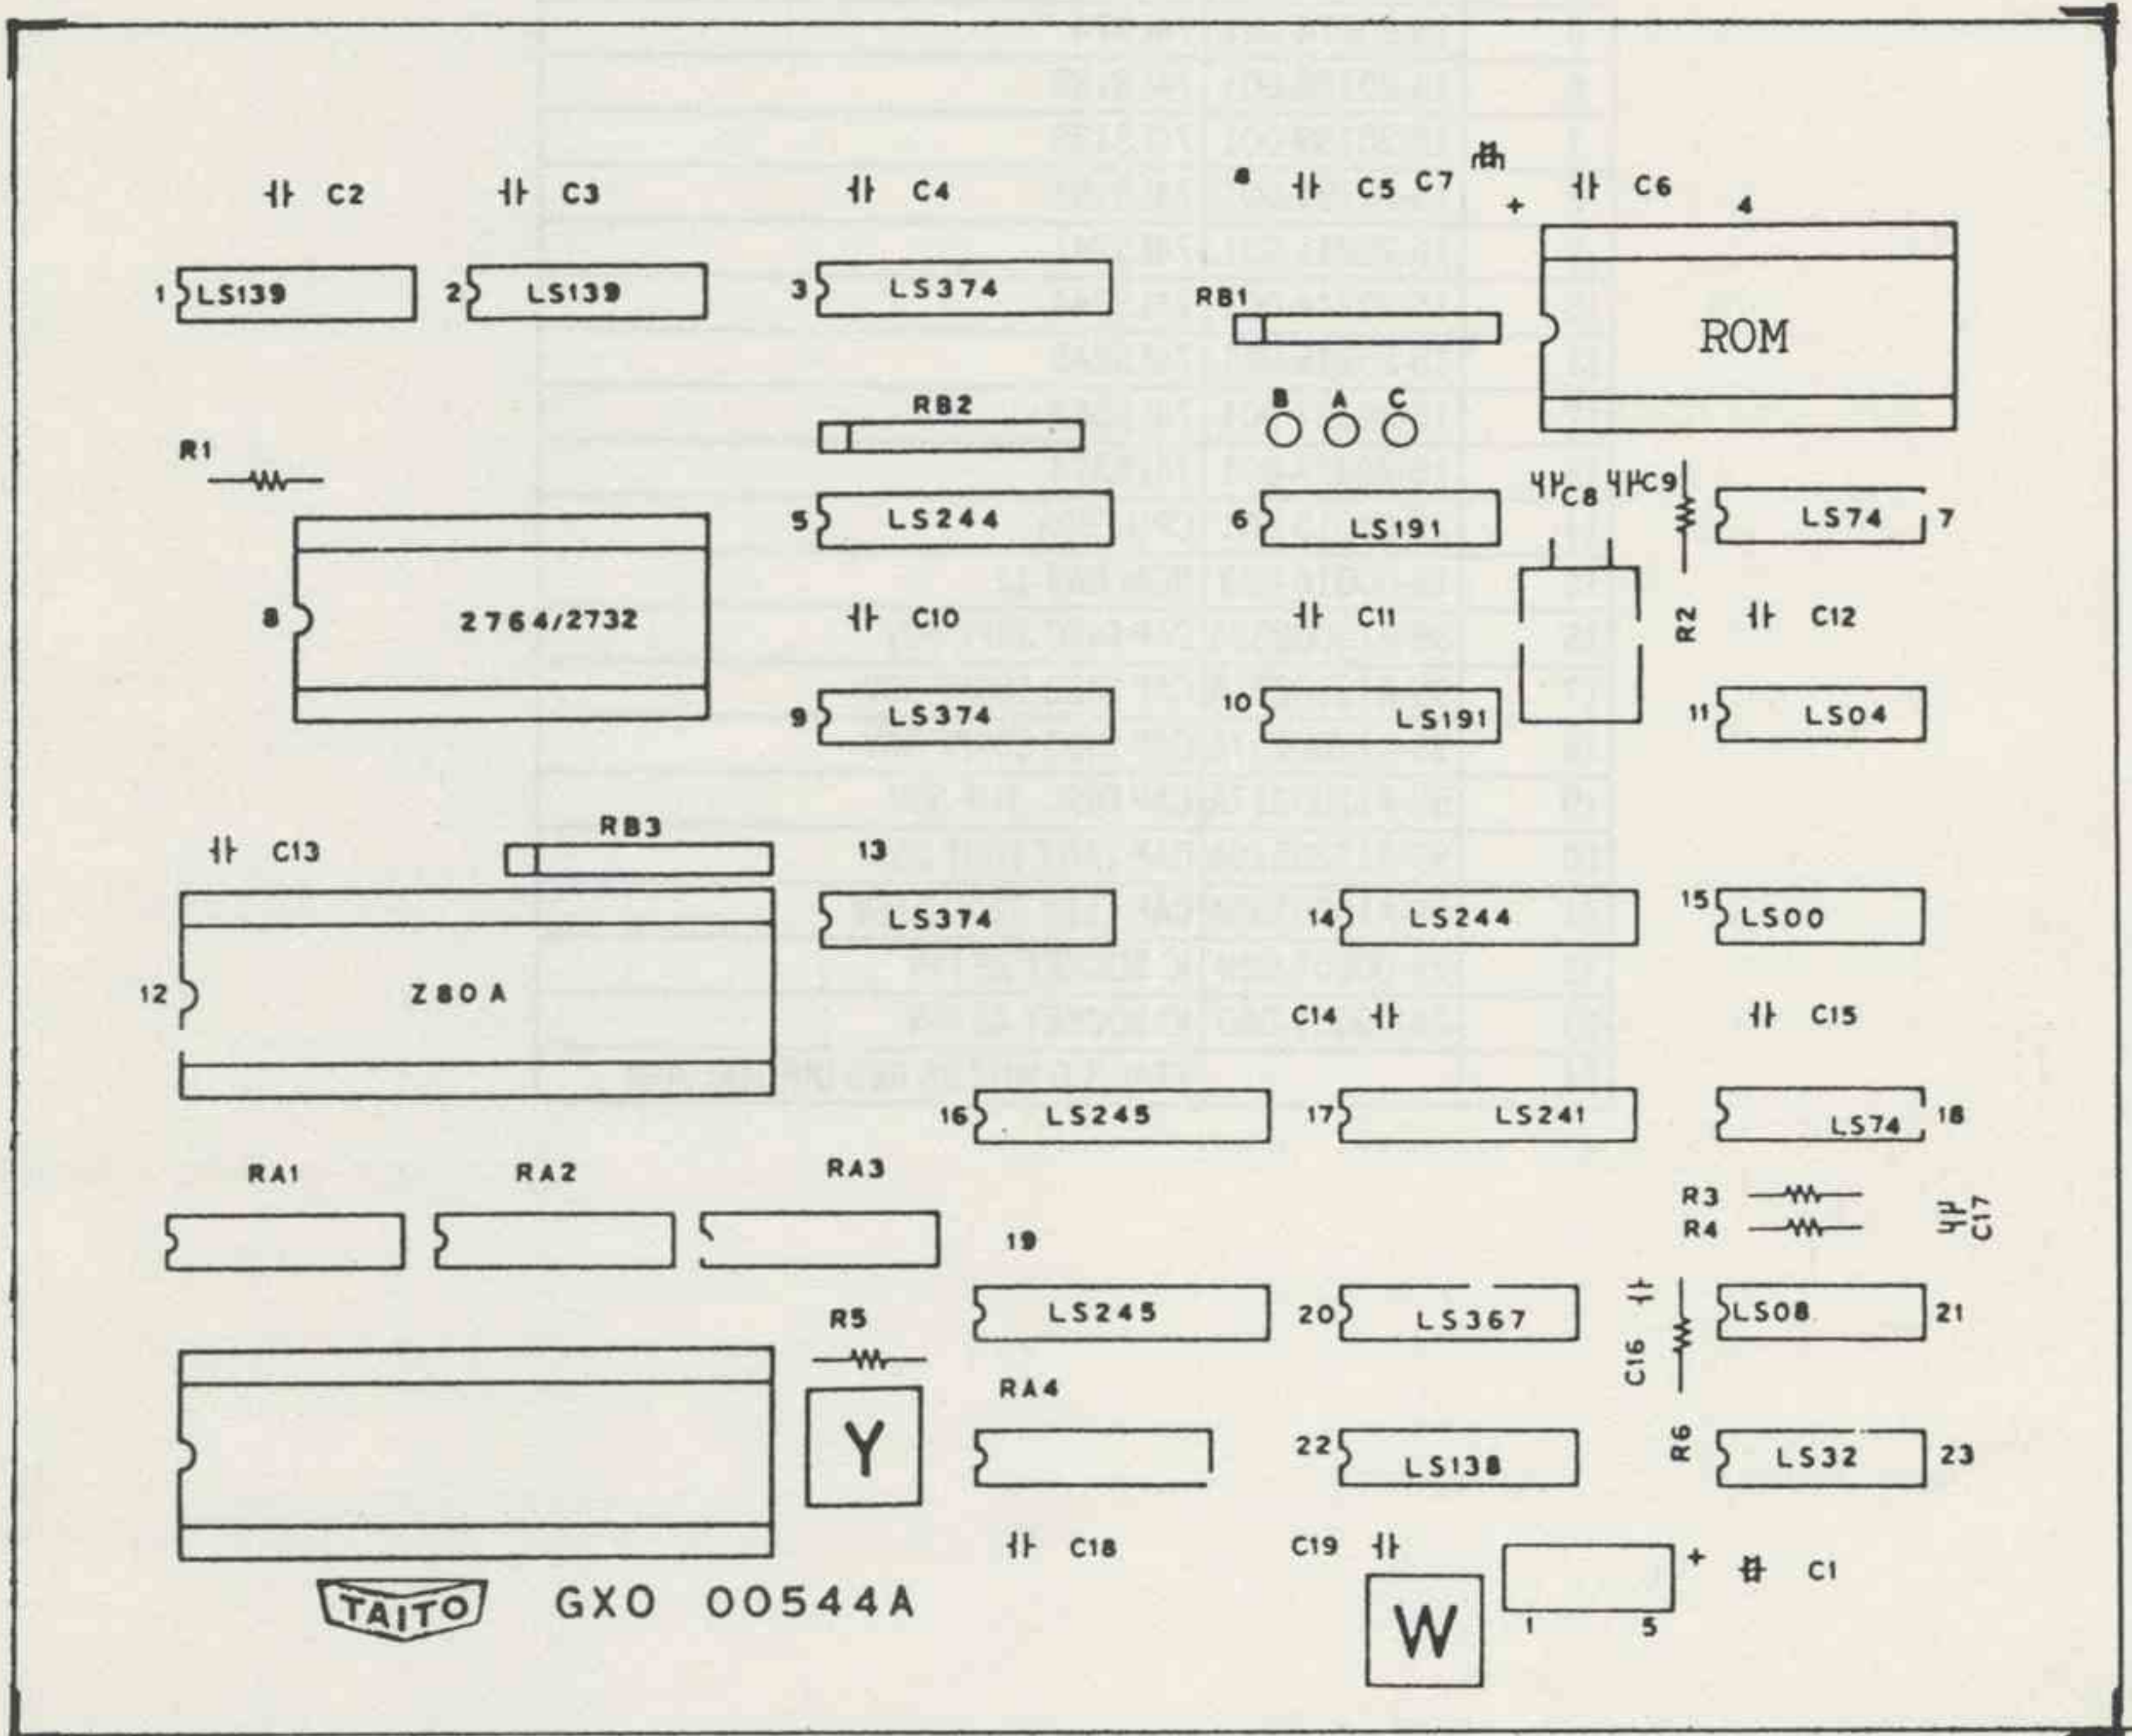 C2 C3 C4 C5 C7 C6
+ 4
1 LS139 2 LS139 3 LS374 RB1
ROM
RB2 B A C
R1
C8 C9
5 LS244 6 LS191 LS74 7
8 2764/2732 C10 C11 R2 C12
9 LS374 10 LS191 11 LS04
C13 RB3 13
LS374 14 LS244 15 LS00
12 Z80A C14 C15
16 LS245 17 LS241 LS74 18
RA1 RA2 RA3 R3
R4 C17
19
LS245 20 LS367 C16 LS08 21
R5
RA4
Y 22 LS138 R6 LS32 23
C18 C19 + C1
TAITO GXO 00544A W 1 5